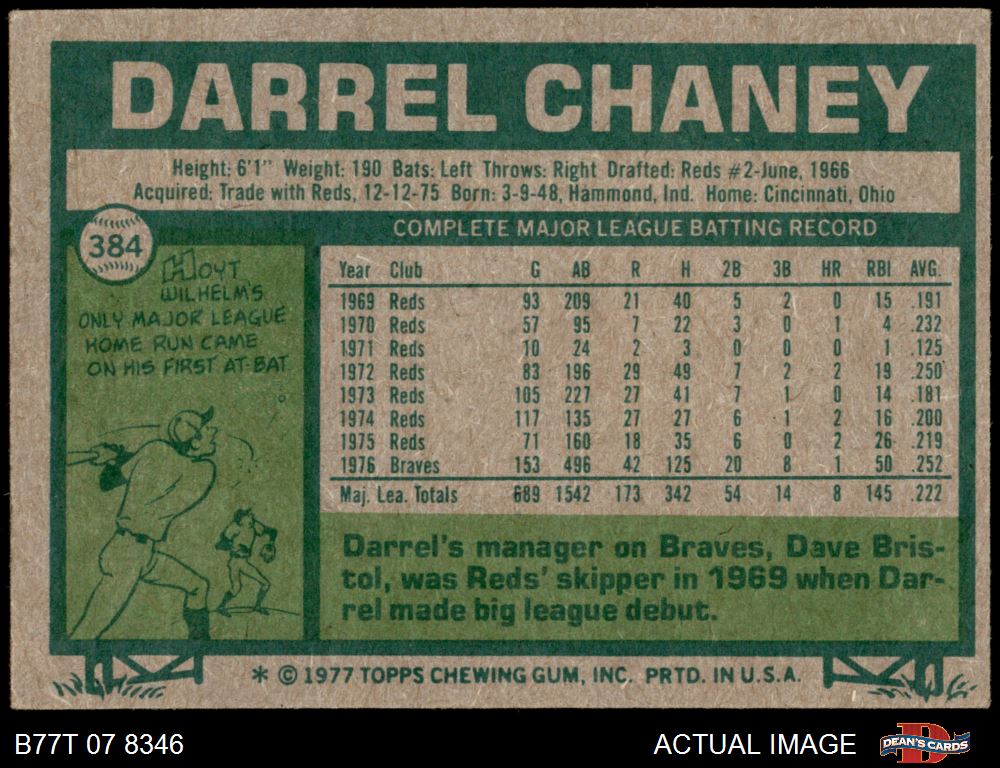 DARREL CHANEY
Height: 6'1" Weight: 190 Bats: Left Throws: Right Drafted: Reds #2-June, 1966
Acquired: Trade with Reds, 12-12-75 Born: 3-9-48, Hammond, Ind. Home: Cincinnati, Ohio
384
HOYT
WILHELM'S
ONLY MAJOR LEAGUE
HOME RUN CAME
ON HIS FIRST AT-BAT
COMPLETE MAJOR LEAGUE BATTING RECORD
Year Club G AB R H 2B 3B HR RBI AVG.
1969 Reds 93 209 21 40 5 2 0 15 .191
1970 Reds 57 95 7 22 3 0 1 4 .232
1971 Reds 10 24 2 3 0 0 0 1 .125
1972 Reds 83 196 29 49 7 2 2 19 .250
1973 Reds 105 227 27 41 7 1 0 14 .181
1974 Reds 117 135 27 27 6 1 2 16 .200
1975 Reds 71 160 18 35 6 0 2 26 .219
1976 Braves 153 496 42 125 20 8 1 50 .252
Maj. Lea. Totals 689 1542 173 342 54 14 8 145 .222
Darrel's manager on Braves, Dave Bris-
tol, was Reds' skipper in 1969 when Dar-
rel made big league debut.
* © 1977 TOPPS CHEWING GUM, INC. PRTD. IN U.S.A.
B77T 07 8346
ACTUAL IMAGE
DEAN'S CARDS